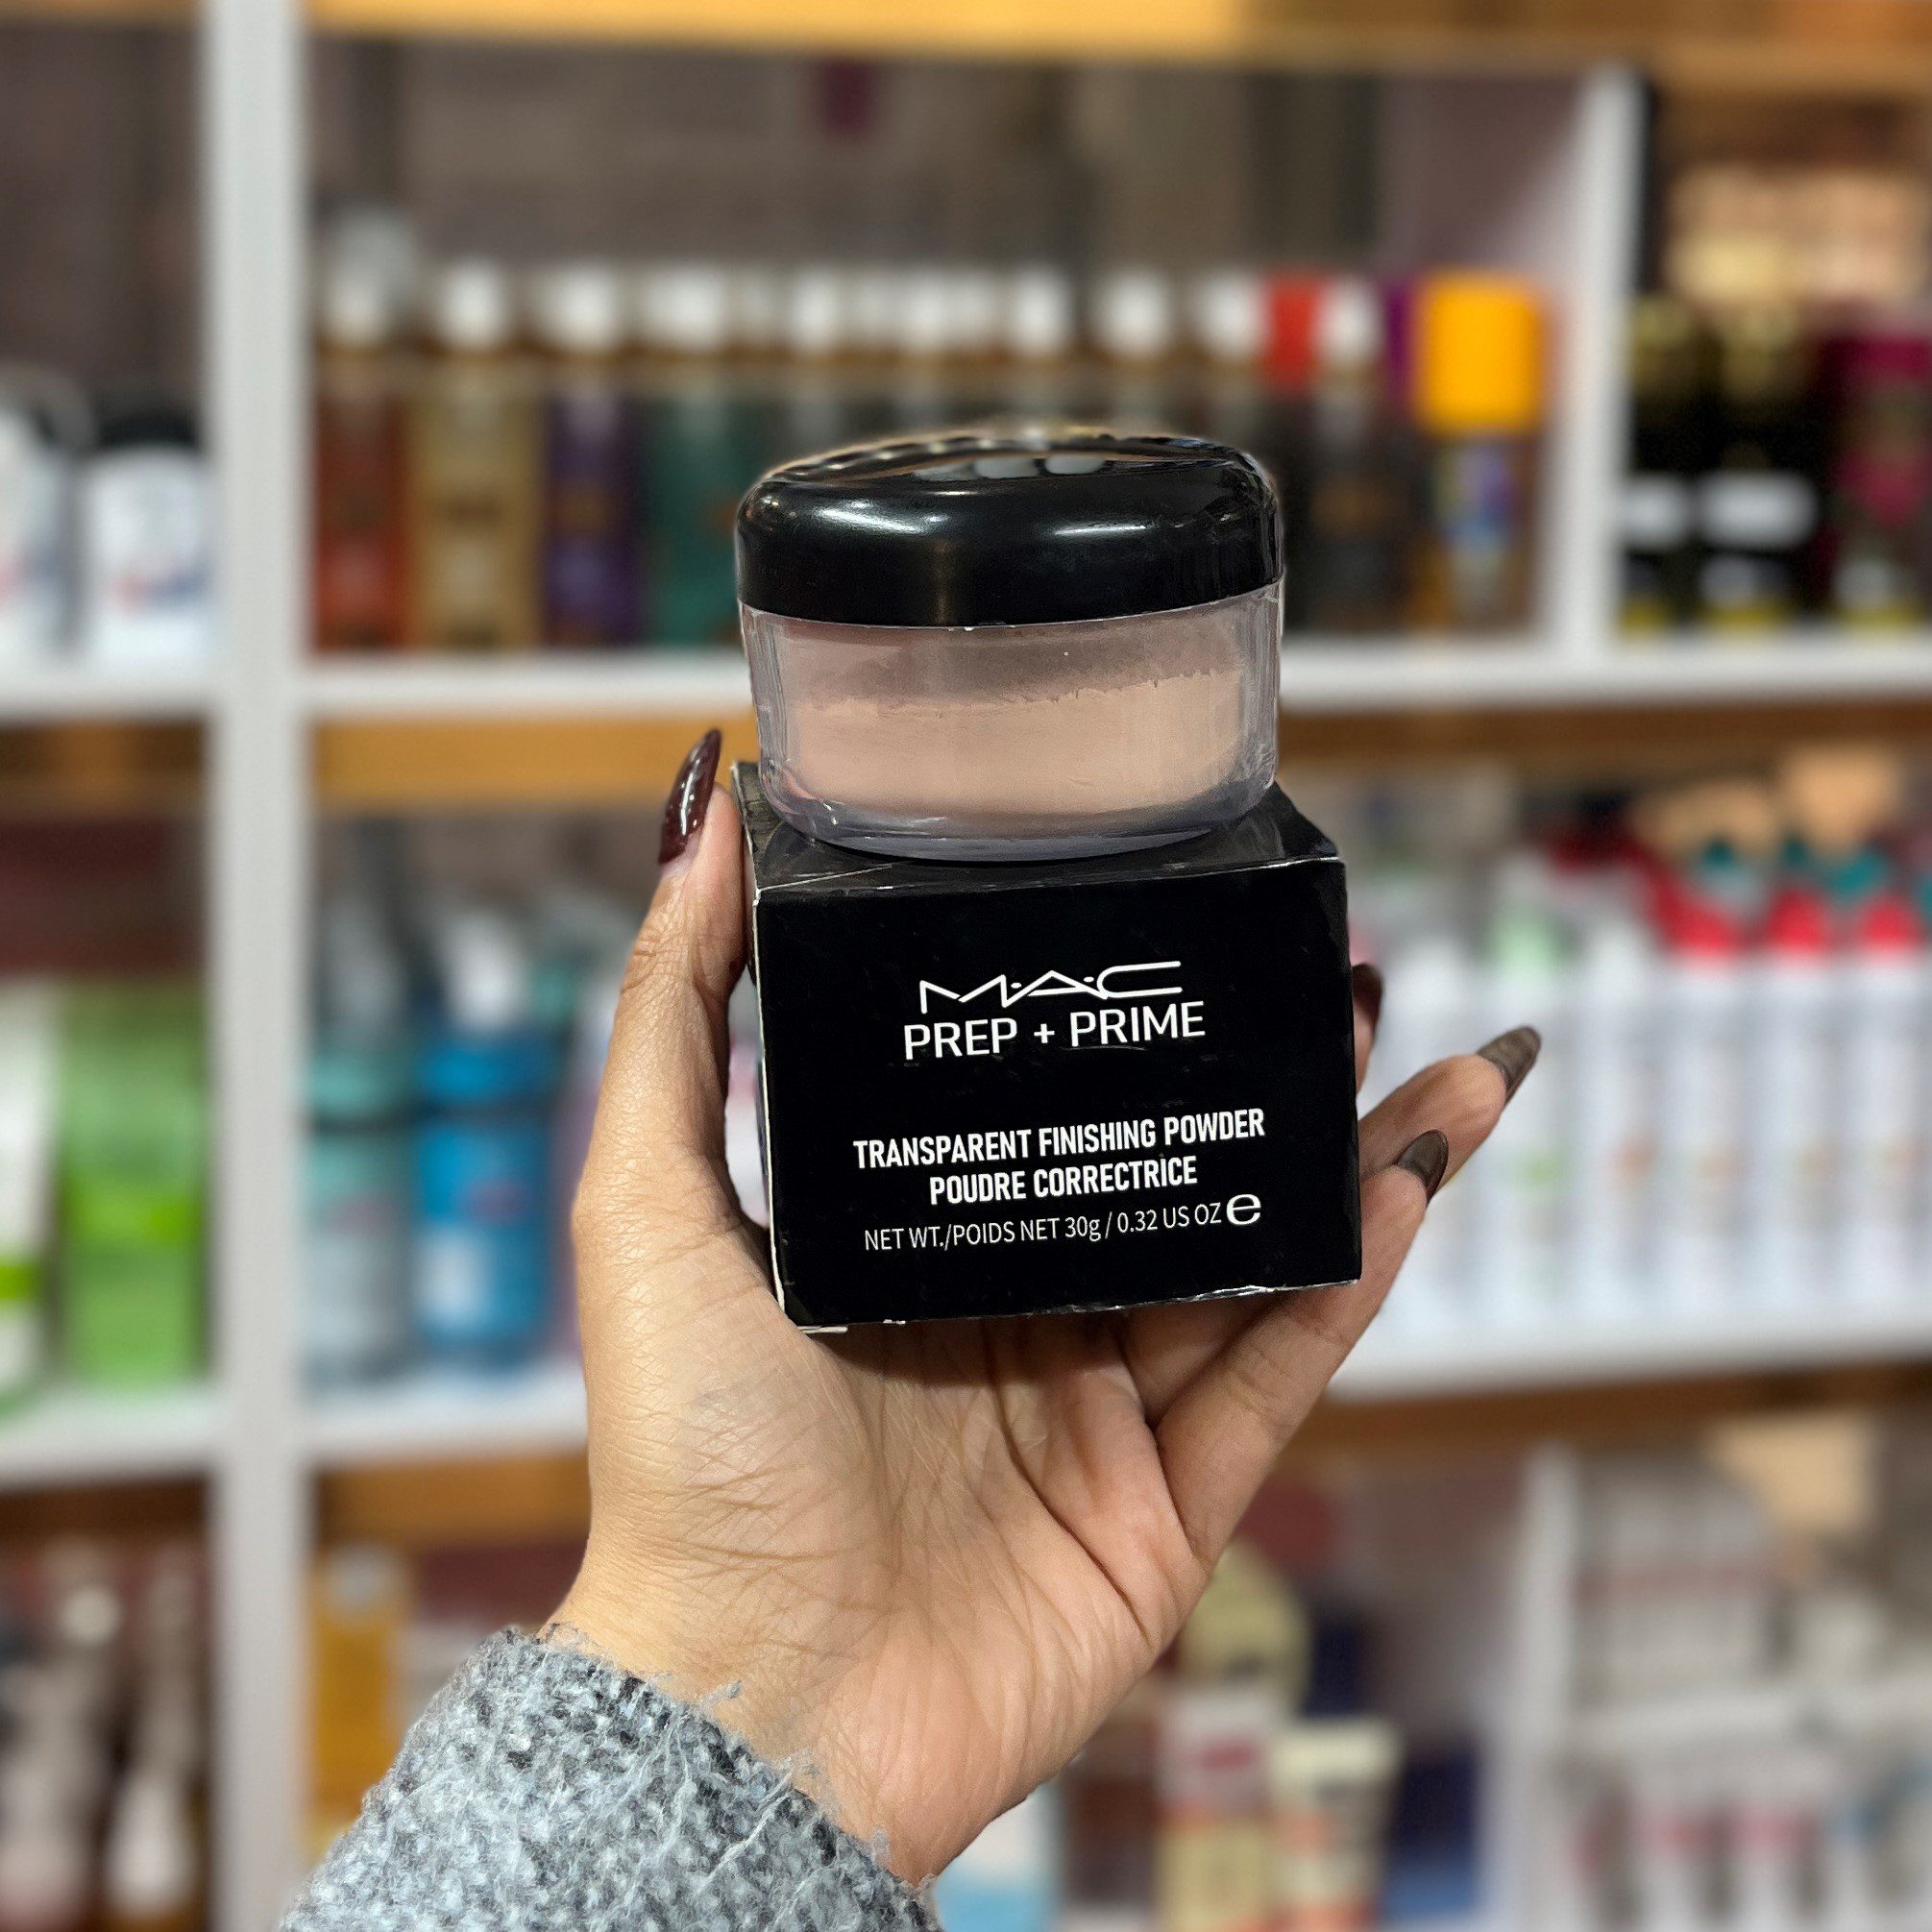 M·A·C
PREP + PRIME
TRANSPARENT FINISHING POWDER
POUDRE CORRECTRICE
NET WT./POIDS NET 30g / 0.32 US OZ e